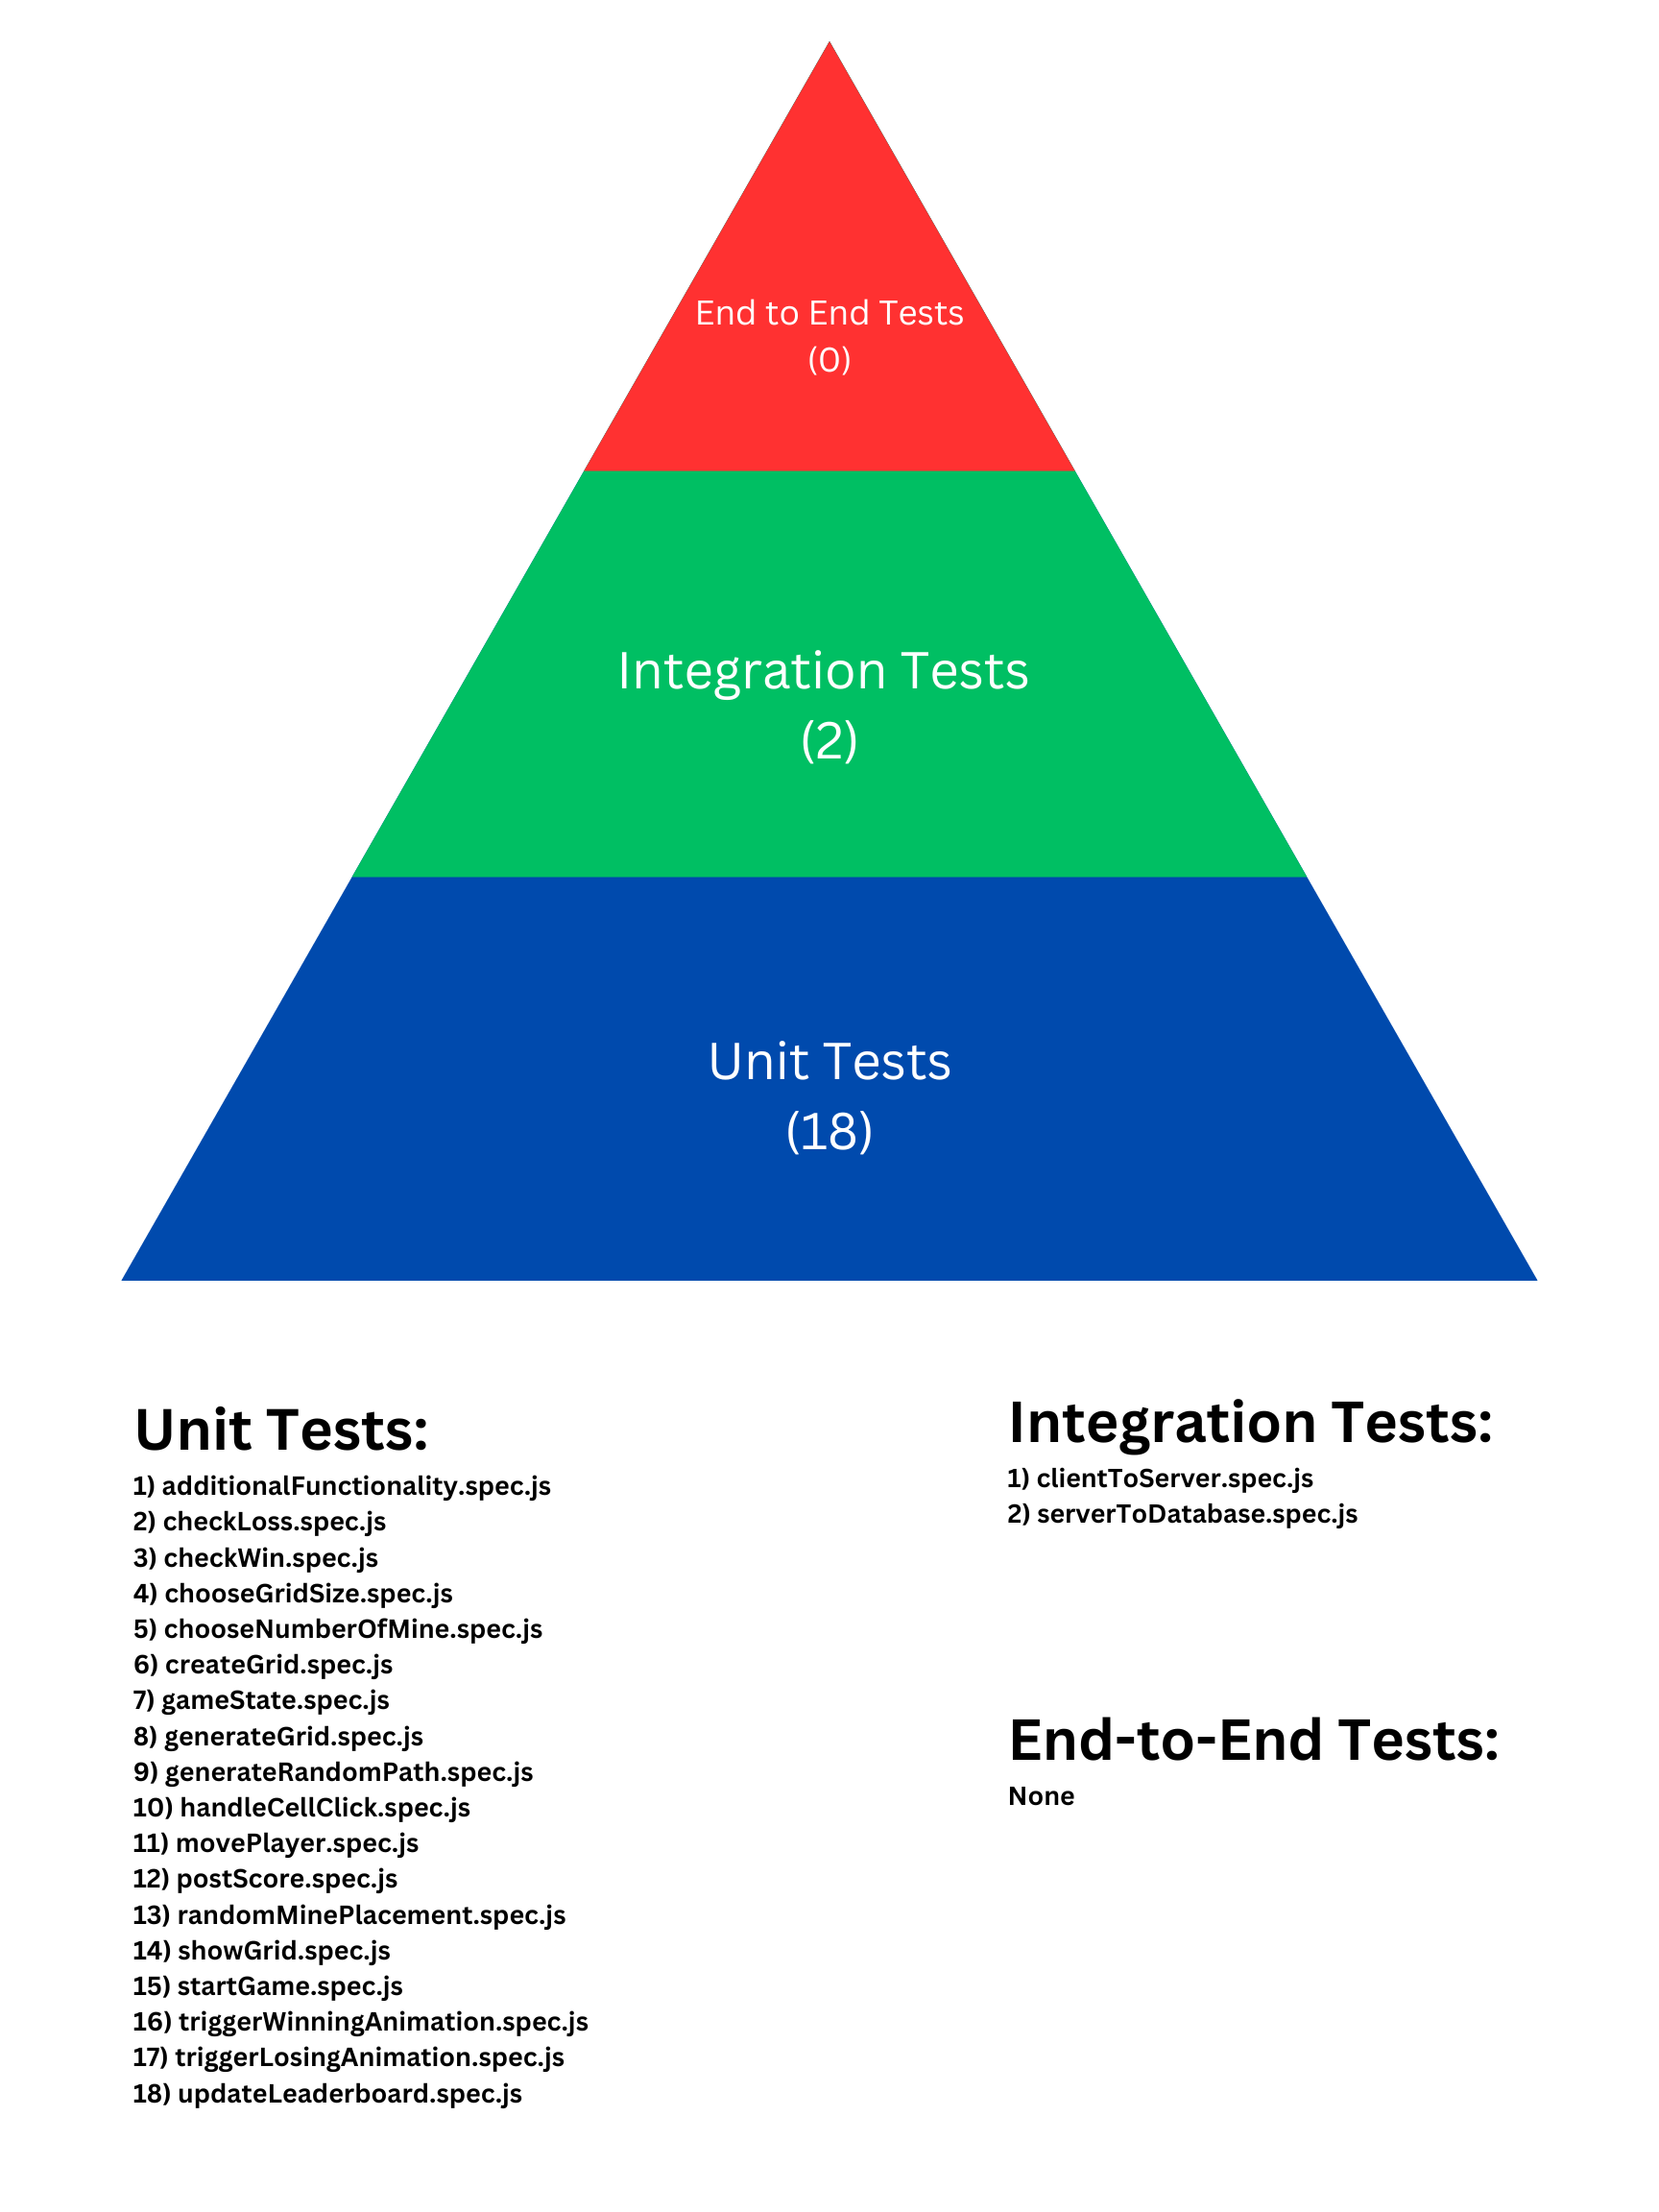 End to End Tests
(0)
Integration Tests
(2)
Unit Tests
(18)
Unit Tests:
1) additionalFunctionality.spec.js
2) checkLoss.spec.js
3) checkWin.spec.js
4) chooseGridSize.spec.js
5) chooseNumberOfMine.spec.js
6) createGrid.spec.js
7) gameState.spec.js
8) generateGrid.spec.js
9) generateRandomPath.spec.js
10) handleCellClick.spec.js
11) movePlayer.spec.js
12) postScore.spec.js
13) randomMinePlacement.spec.js
14) showGrid.spec.js
15) startGame.spec.js
16) triggerWinningAnimation.spec.js
17) triggerLosingAnimation.spec.js
18) updateLeaderboard.spec.js
Integration Tests:
1) clientToServer.spec.js
2) serverToDatabase.spec.js
End-to-End Tests:
None